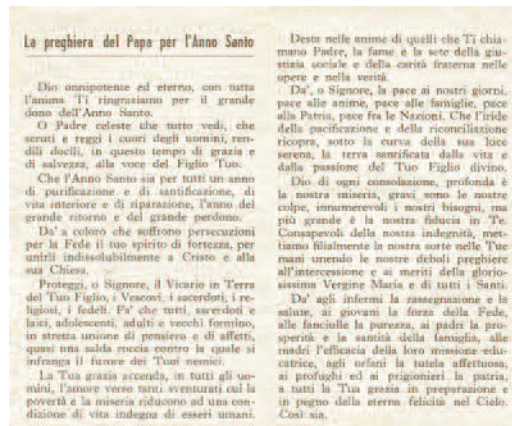 La preghiera del Papa per l'Anno Santo
Dio onnipotente ed eterno, con tutta
l'anima Ti ringraziamo per il grande
dono dell'Anno Santo.
O Padre celeste che tutto vedi, che
scruti e reggi i cuori degli uomini, ren-
dili docili, in questo tempo di grazia e
di salvezza, alla voce del Figlio Tuo.
Che l'Anno Santo sia per tutti un anno
di purificazione e di santificazione, di
vita interiore e di riparazione, l'anno del
grande ritorno e del grande perdono.
Da' a coloro che soffrono persecuzioni
per la Fede il tuo spirito di fortezza, per
unirli indissolubilmente a Cristo e alla
sua Chiesa.
Proteggi, o Signore, il Vicario in Terra
del Tuo Figlio, i Vescovi, i sacerdoti, i re-
ligiosi, i fedeli. Fa' che tutti, sacerdoti e
laici, adolescenti, adulti e vecchi formino,
in stretta unione di pensiero e di affetti,
quasi una salda roccia contro la quale si
infranga il furore dei Tuoi nemici.
La Tua grazia accenda, in tutti gli uo-
mini, l'amore verso tanti sventurati cui la
povertà e la miseria riducono ad una con-
dizione di vita indegna di esseri umani.
Desta nelle anime di quelli che Ti chia-
mano Padre, la fame e la sete della giu-
stizia sociale e della carità fraterna nelle
opere e nella verità.
Da', o Signore, la pace ai nostri giorni,
pace alle anime, pace alle famiglie, pace
alla Patria, pace fra le Nazioni. Che l'iride
della pacificazione e della riconciliazione
ricopra, sotto la curva della sua luce
serena, la terra santificata dalla vita e
dalla passione del Tuo Figlio divino.
Dio di ogni consolazione, profonda è
la nostra miseria, gravi sono le nostre
colpe, innumerevoli i nostri bisogni, ma
più grande è la nostra fiducia in Te.
Consapevoli della nostra indegnità, met-
tiamo filialmente la nostra sorte nelle Tue
mani unendo le nostre deboli preghiere
all'intercessione e ai meriti della glorio-
sissima Vergine Maria e di tutti i Santi.
Da' agli infermi la rassegnazione e la
salute, ai giovani la forza della Fede,
alle fanciulle la purezza, ai padri la pro-
sperità e la santità della famiglia, alle
madri l'efficacia della loro missione edu-
catrice, agli orfani la tutela affettuosa,
ai profughi ed ai prigionieri la patria,
a tutti la Tua grazia in preparazione e
in pegno della eterna felicità nel Cielo.
Così sia.